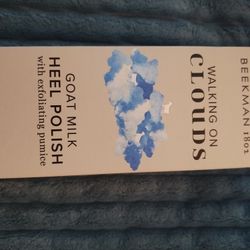 BEEKMAN 1802
WALKING ON
CLOUDS
GOAT MILK
HEEL POLISH
with exfoliating pumice